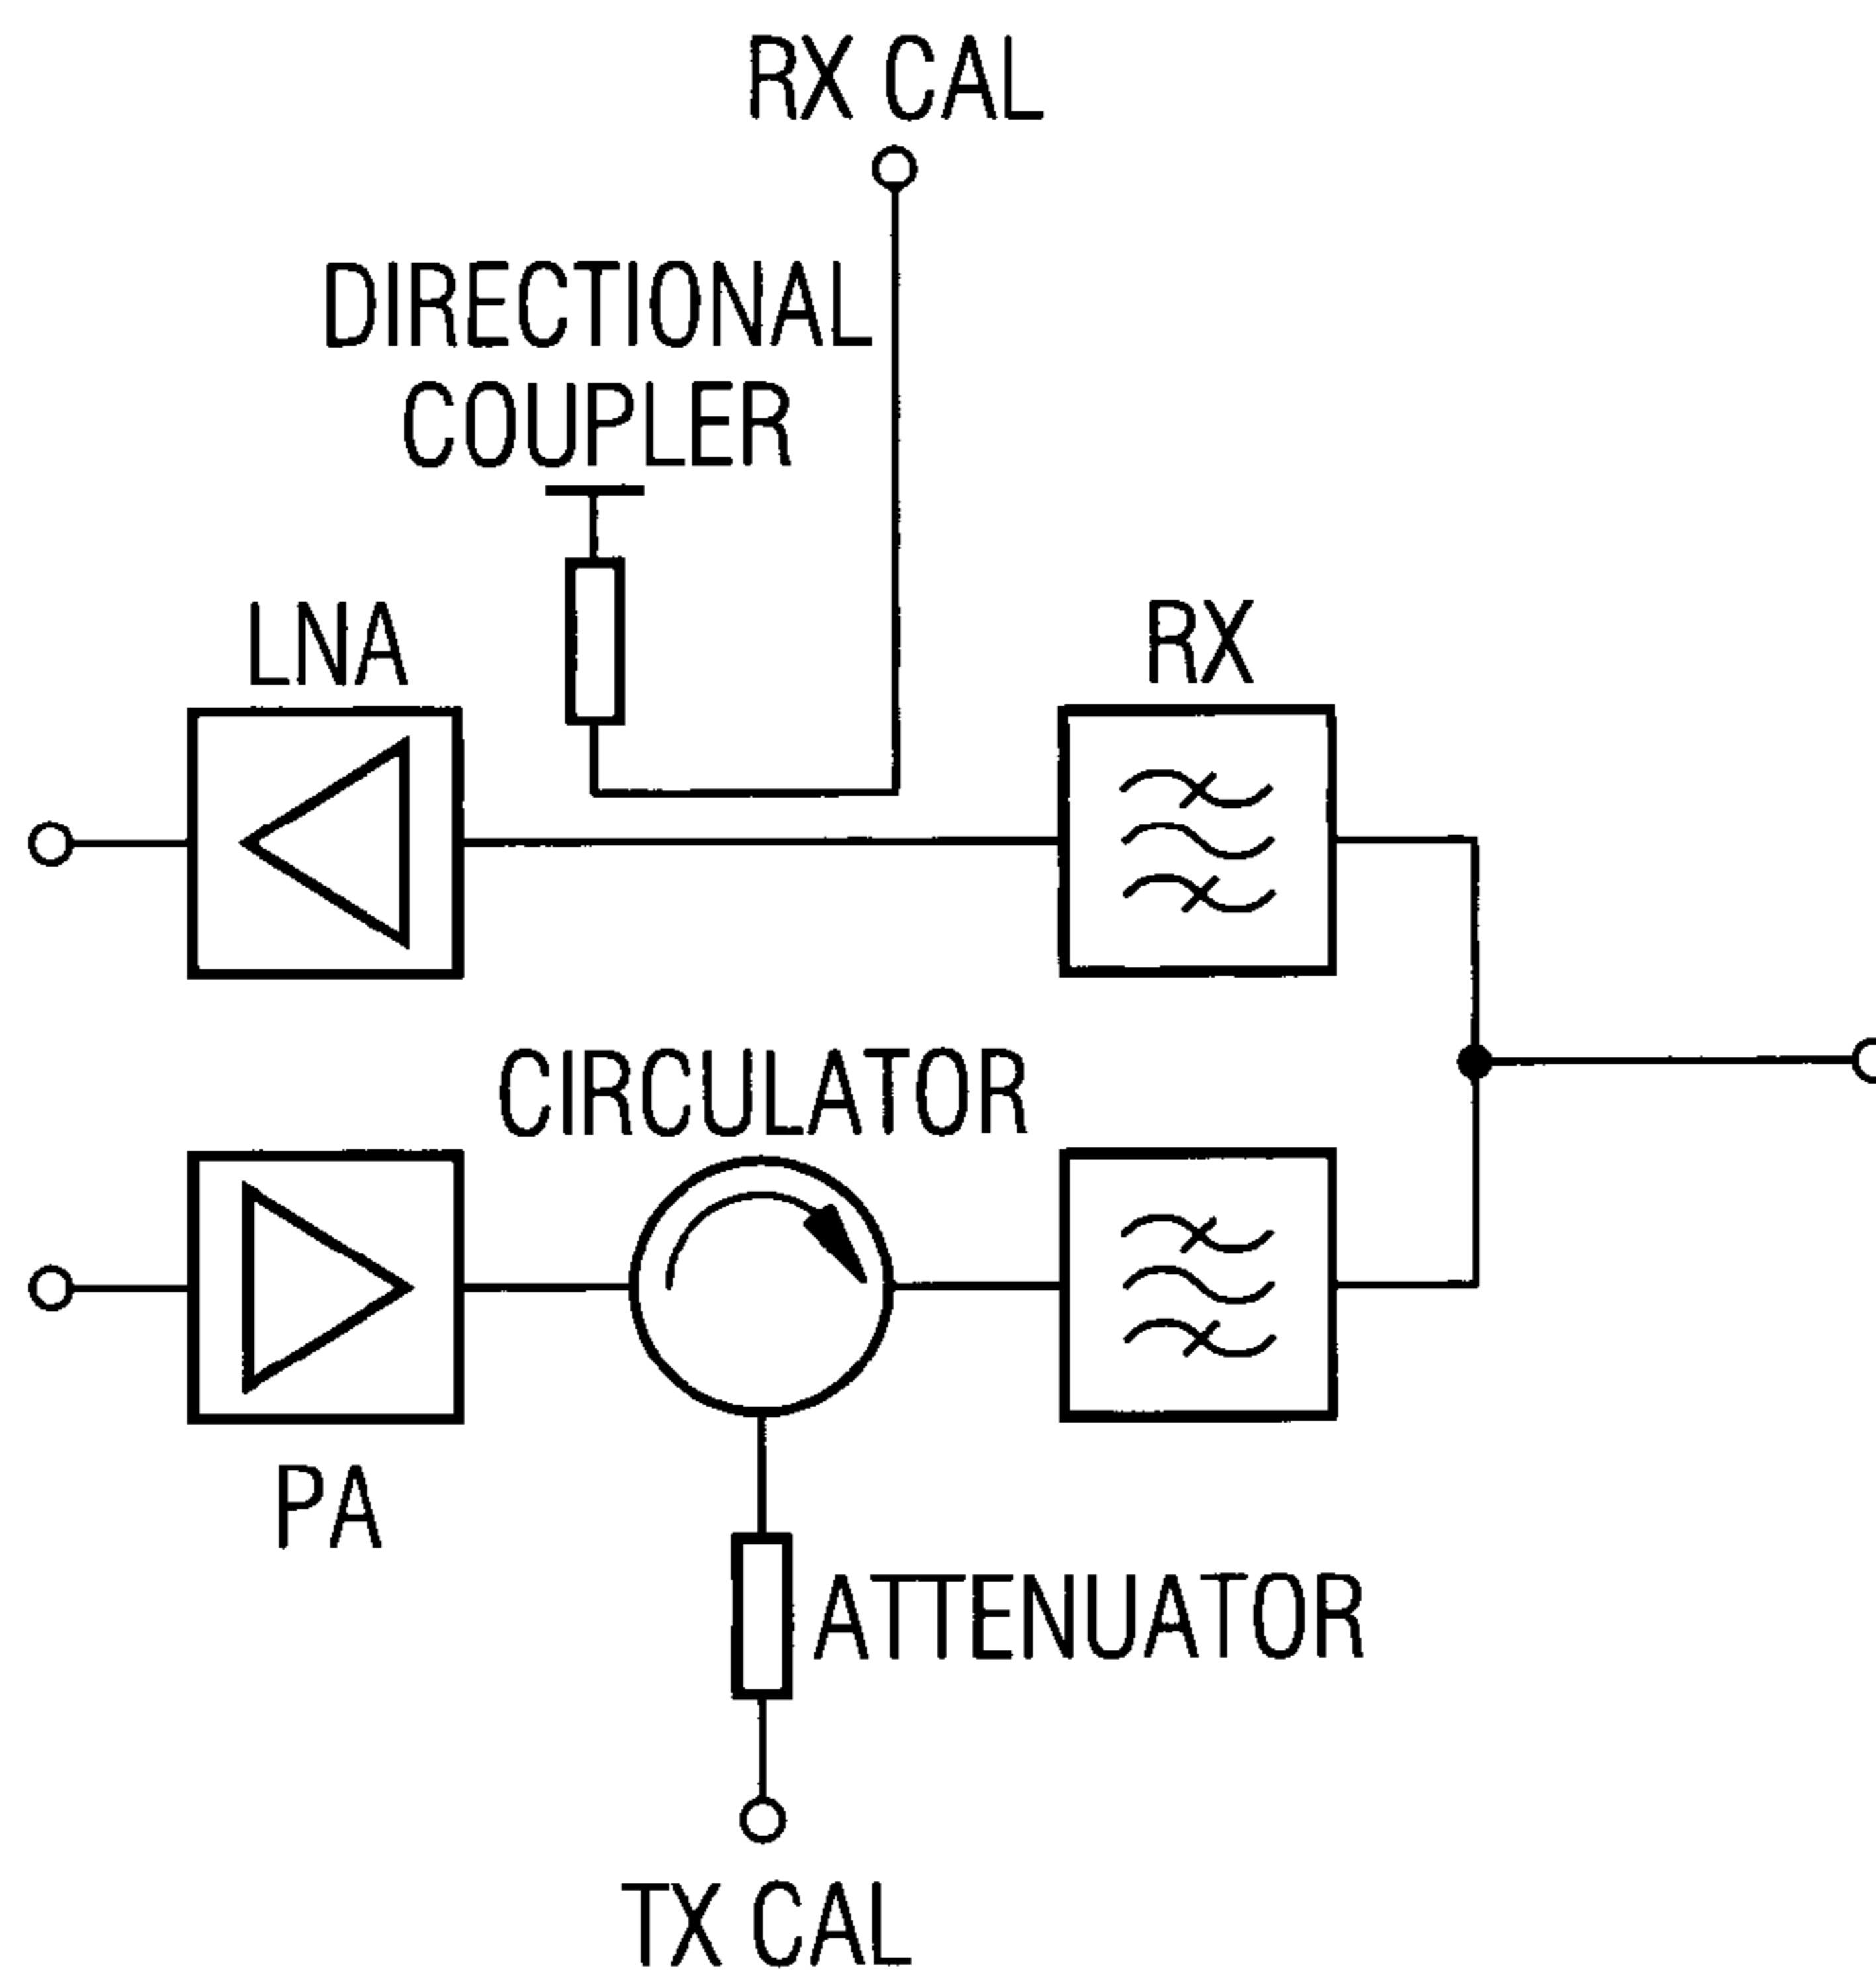 RX CAL
DIRECTIONAL
COUPLER
LNA
RX
CIRCULATOR
PA
ATTENUATOR
TX CAL